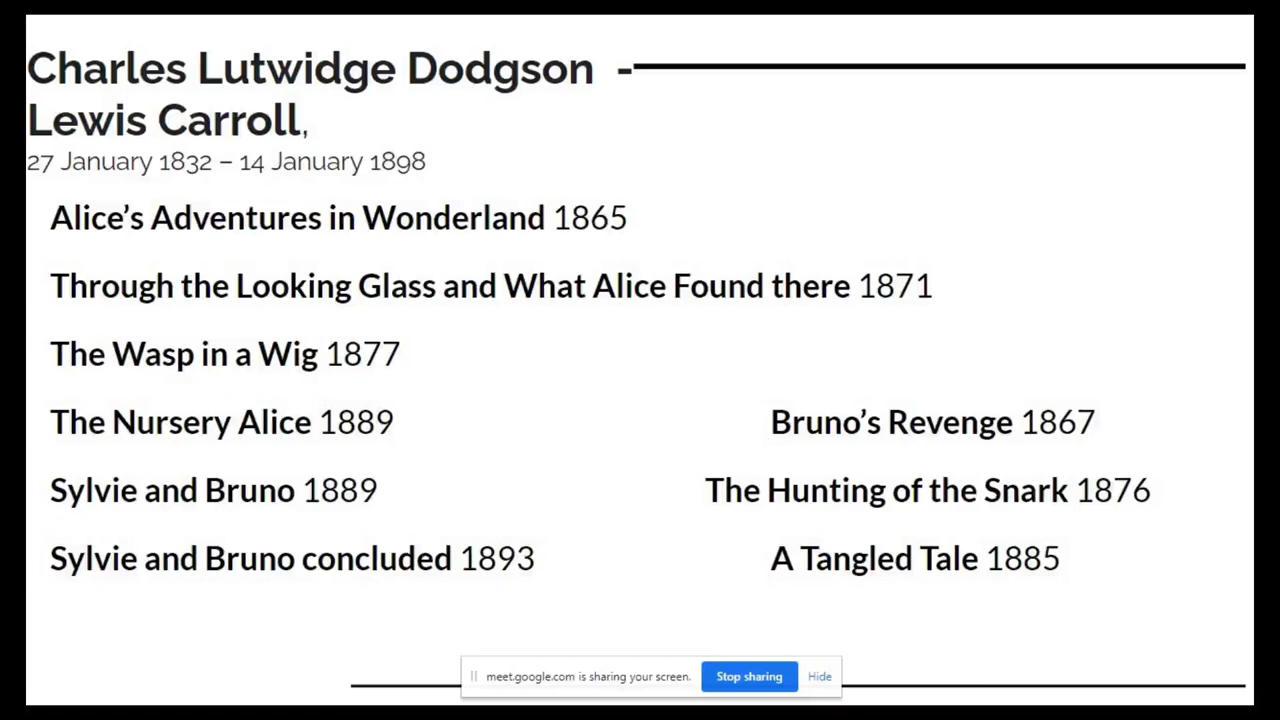 Charles Lutwidge Dodgson -
Lewis Carroll,
27 January 1832 – 14 January 1898
Alice’s Adventures in Wonderland 1865
Through the Looking Glass and What Alice Found there 1871
The Wasp in a Wig 1877
The Nursery Alice 1889
Bruno’s Revenge 1867
Sylvie and Bruno 1889
The Hunting of the Snark 1876
Sylvie and Bruno concluded 1893
A Tangled Tale 1885
meet.google.com is sharing your screen. Stop sharing Hide